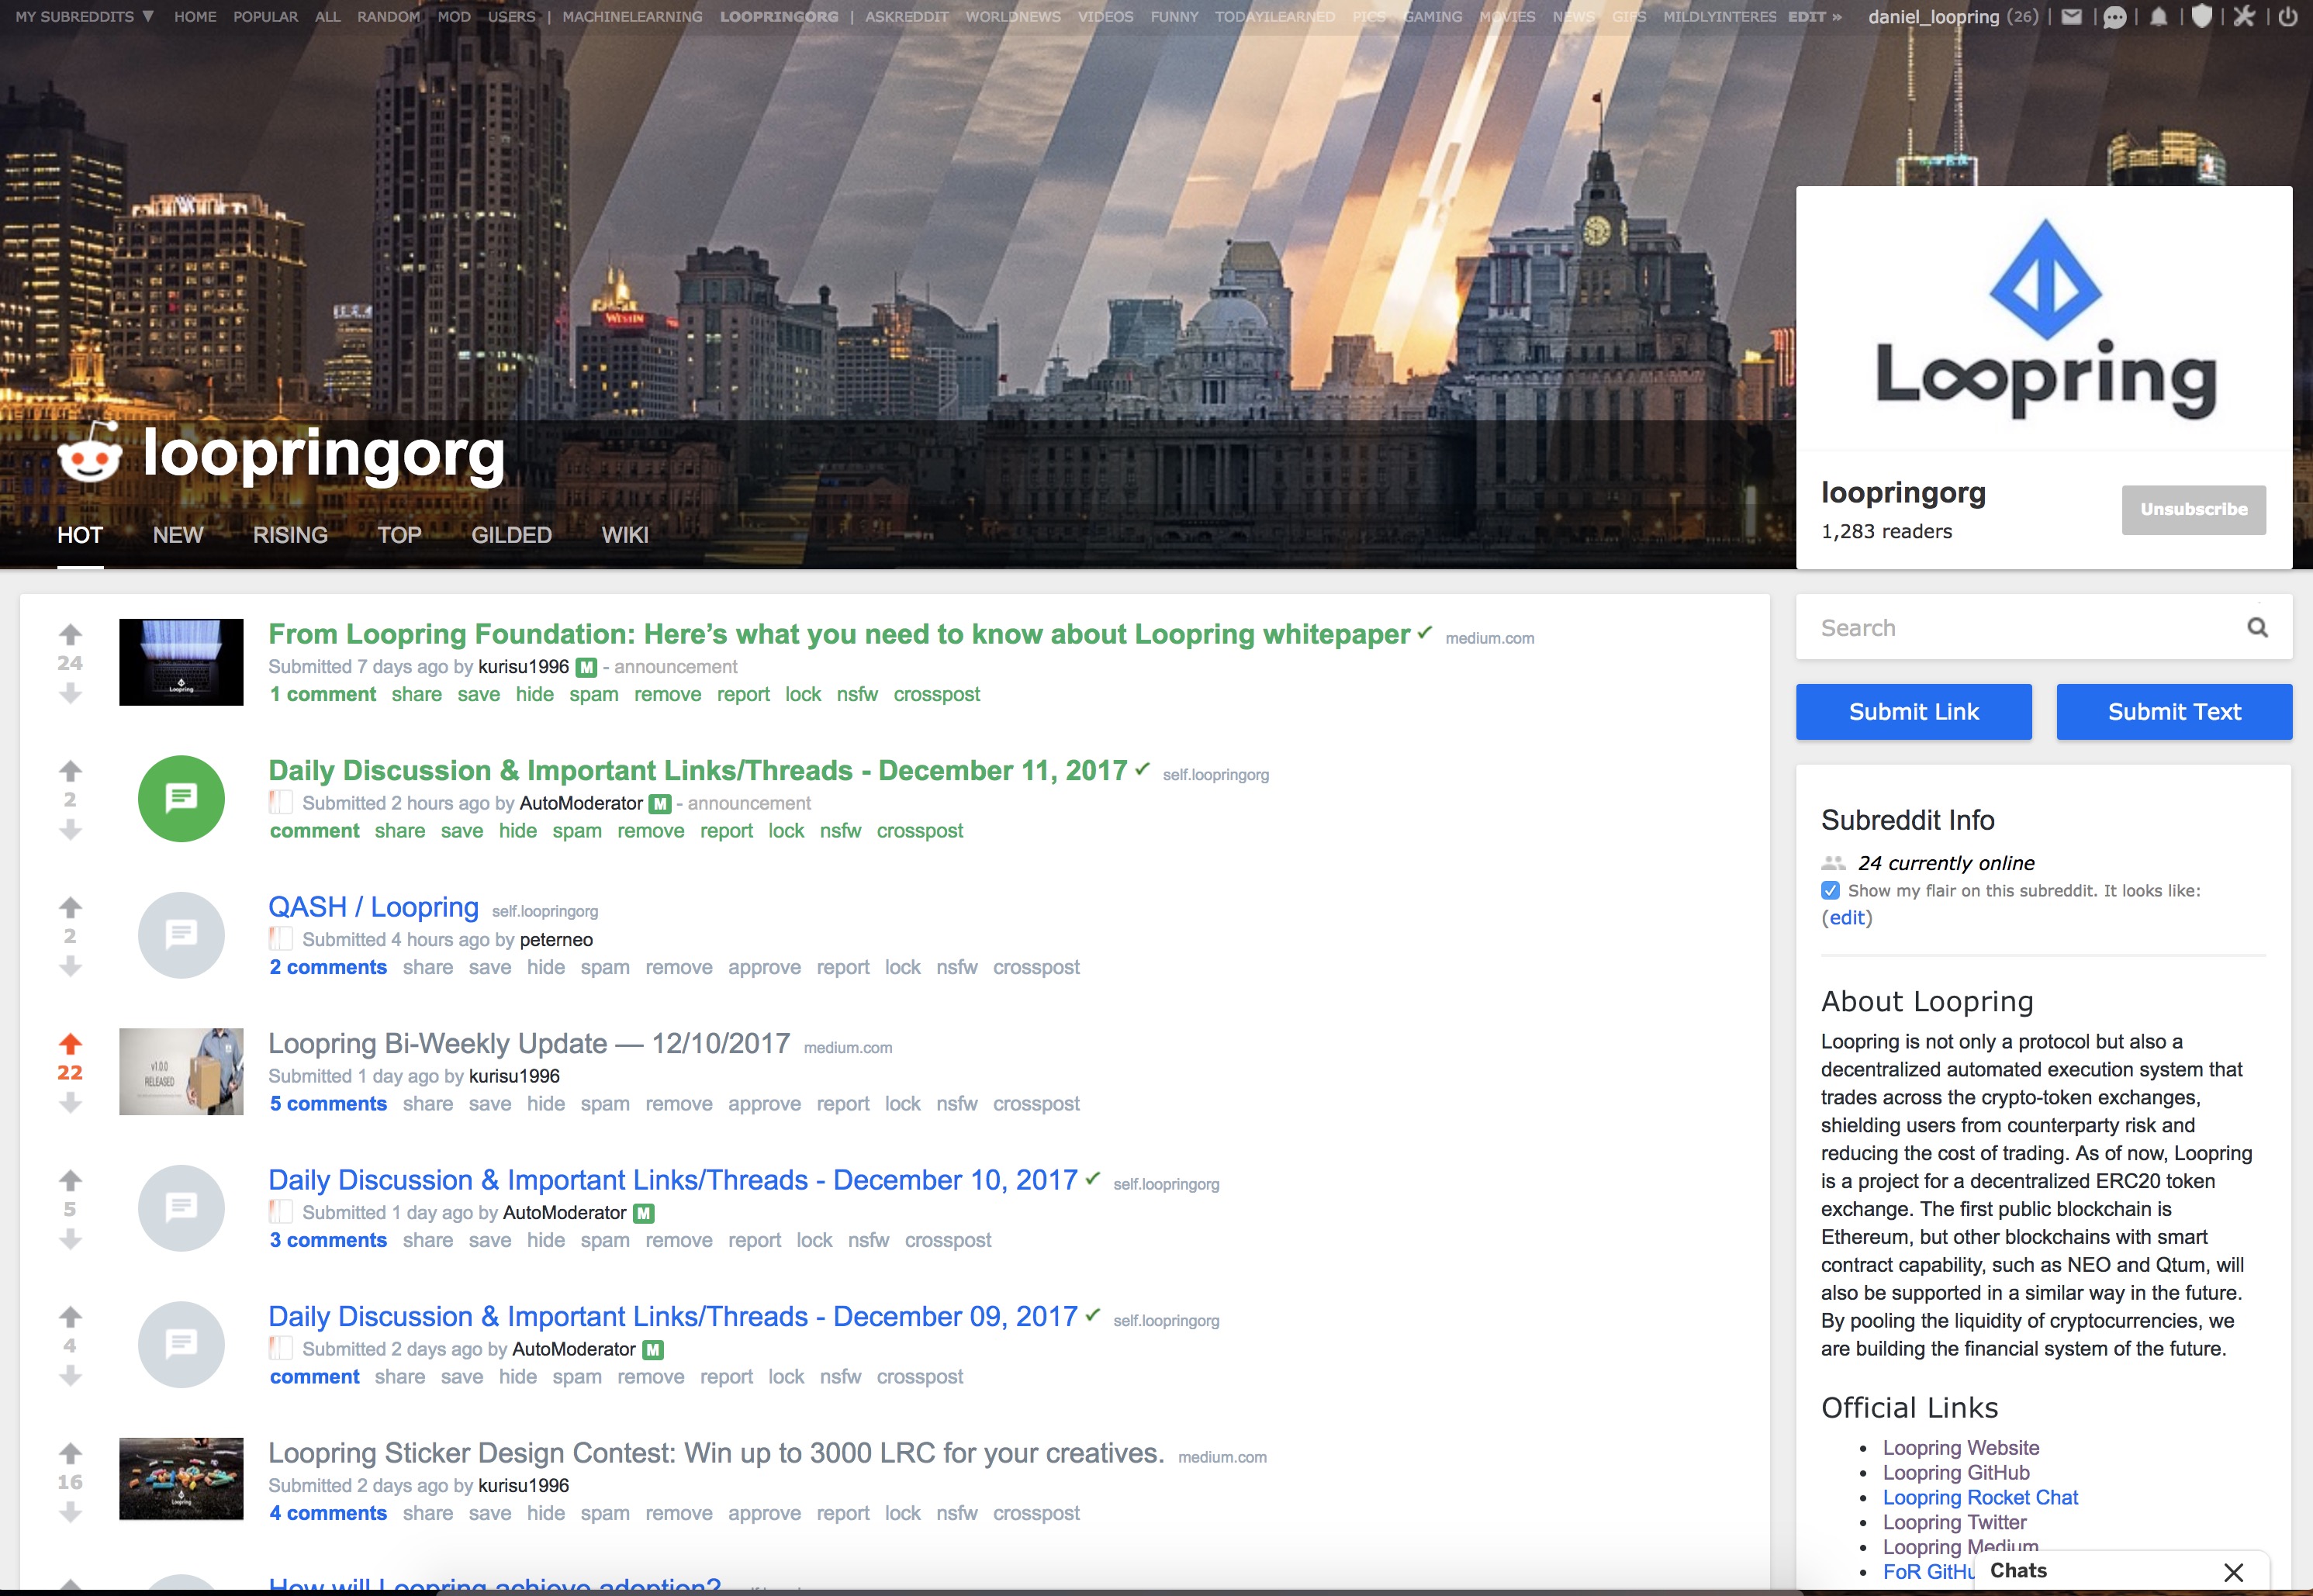 MY SUBREDDITS ▼ HOME POPULAR ALL RANDOM MOD USERS | MACHINELEARNING LOOPRINGORG | ASKREDDIT WORLDNEWS VIDEOS FUNNY TODAYILEARNED PICS GAMING MOVIES NEWS GIFS MILDLYINTERES EDIT »
daniel_loopring (26)
WESTIN
Loopring
loopringorg
HOT NEW RISING TOP GILDED WIKI
loopringorg
1,283 readers
Unsubscribe
From Loopring Foundation: Here’s what you need to know about Loopring whitepaper medium.com
Submitted 7 days ago by kurisu1996 M - announcement
1 comment share save hide spam remove report lock nsfw crosspost
24
Loopring
Daily Discussion & Important Links/Threads - December 11, 2017 self.loopringorg
Submitted 2 hours ago by AutoModerator M - announcement
comment share save hide spam remove report lock nsfw crosspost
2
QASH / Loopring self.loopringorg
Submitted 4 hours ago by peterneo
2 comments share save hide spam remove approve report lock nsfw crosspost
2
Loopring Bi-Weekly Update — 12/10/2017 medium.com
Submitted 1 day ago by kurisu1996
5 comments share save hide spam remove approve report lock nsfw crosspost
22
v1.0.0
RELEASED
Daily Discussion & Important Links/Threads - December 10, 2017 self.loopringorg
Submitted 1 day ago by AutoModerator M
3 comments share save hide spam remove report lock nsfw crosspost
5
Daily Discussion & Important Links/Threads - December 09, 2017 self.loopringorg
Submitted 2 days ago by AutoModerator M
comment share save hide spam remove report lock nsfw crosspost
4
Loopring Sticker Design Contest: Win up to 3000 LRC for your creatives. medium.com
Submitted 2 days ago by kurisu1996
4 comments share save hide spam remove approve report lock nsfw crosspost
16
Loopring
How will Loopring achieve adoption?
Search
Submit Link
Submit Text
Subreddit Info
24 currently online
Show my flair on this subreddit. It looks like:
(edit)
About Loopring
Loopring is not only a protocol but also a
decentralized automated execution system that
trades across the crypto-token exchanges,
shielding users from counterparty risk and
reducing the cost of trading. As of now, Loopring
is a project for a decentralized ERC20 token
exchange. The first public blockchain is
Ethereum, but other blockchains with smart
contract capability, such as NEO and Qtum, will
also be supported in a similar way in the future.
By pooling the liquidity of cryptocurrencies, we
are building the financial system of the future.
Official Links
• Loopring Website
• Loopring GitHub
• Loopring Rocket Chat
• Loopring Twitter
• Loopring Medium
• FoR GitHu
Chats